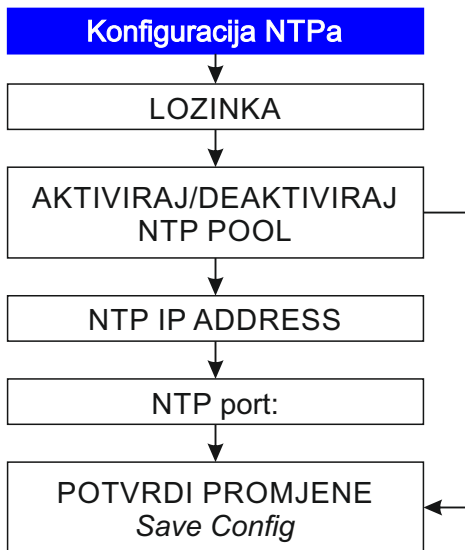 Konfiguracija NTPa
LOZINKA
AKTIVIRAJ/DEAKTIVIRAJ
NTP POOL
NTP IP ADDRESS
NTP port:
POTVRDI PROMJENE
Save Config